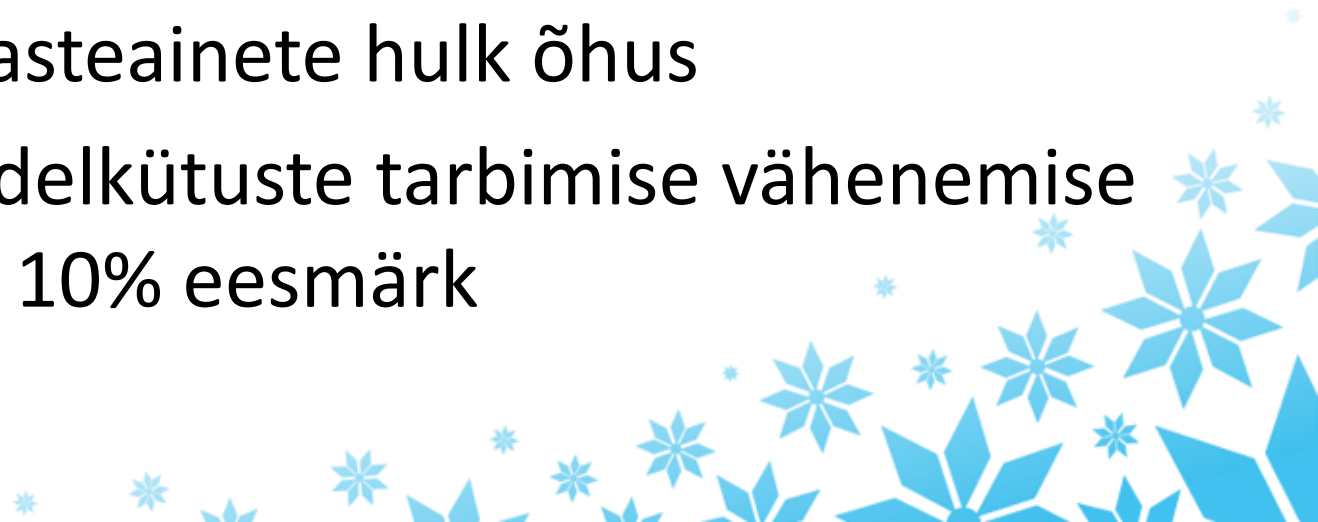 asteainete hulk õhus
delkütuste tarbimise vähenemise
10% eesmärk